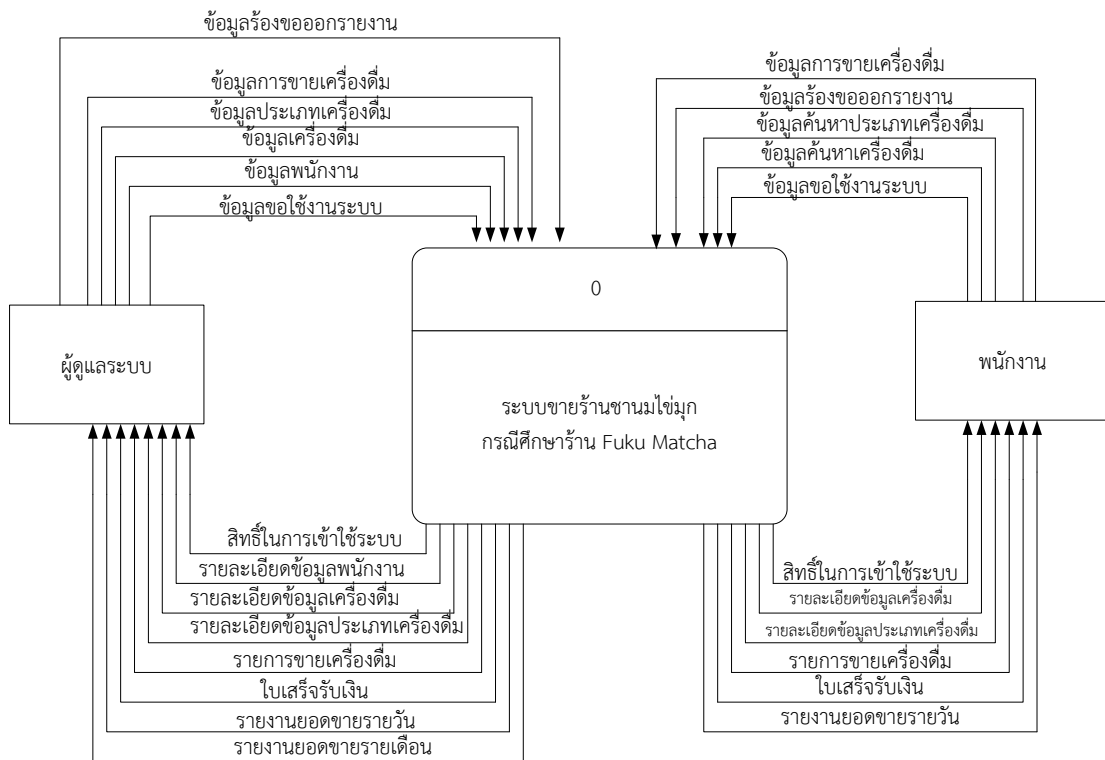 ข้อมูลร้องขอออกรายงาน
ข้อมูลการขายเครื่องดื่ม
ข้อมูลประเภทเครื่องดื่ม
ข้อมูลเครื่องดื่ม
ข้อมูลพนักงาน
ข้อมูลขอใช้งานระบบ
ข้อมูลการขายเครื่องดื่ม
ข้อมูลร้องขอออกรายงาน
ข้อมูลค้นหาประเภทเครื่องดื่ม
ข้อมูลค้นหาเครื่องดื่ม
ข้อมูลขอใช้งานระบบ
0
ผู้ดูแลระบบ
ระบบขายร้านชานมไข่มุก
กรณีศึกษาร้าน Fuku Matcha
พนักงาน
สิทธิ์ในการเข้าใช้ระบบ
รายละเอียดข้อมูลพนักงาน
รายละเอียดข้อมูลเครื่องดื่ม
รายละเอียดข้อมูลประเภทเครื่องดื่ม
รายการขายเครื่องดื่ม
ใบเสร็จรับเงิน
รายงานยอดขายรายวัน
รายงานยอดขายรายเดือน
สิทธิ์ในการเข้าใช้ระบบ
รายละเอียดข้อมูลเครื่องดื่ม
รายละเอียดข้อมูลประเภทเครื่องดื่ม
รายการขายเครื่องดื่ม
ใบเสร็จรับเงิน
รายงานยอดขายรายวัน